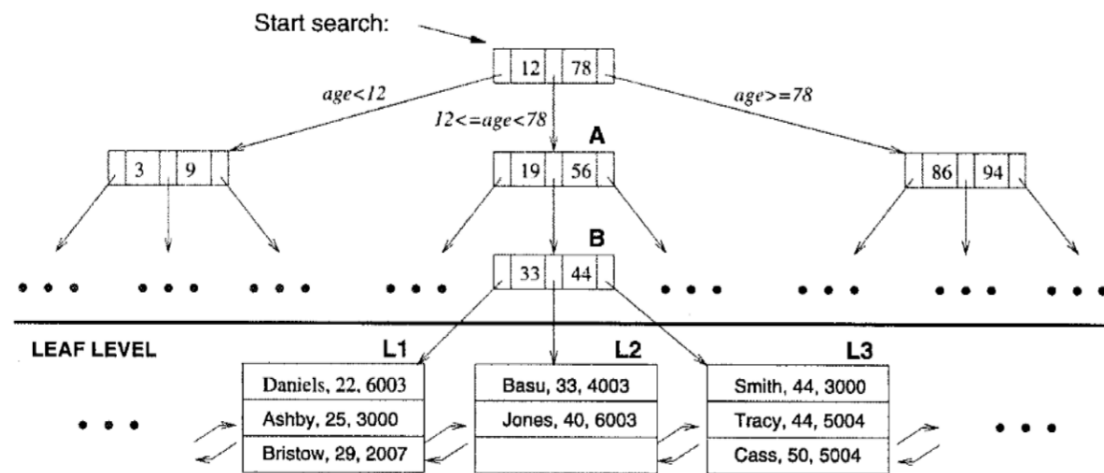 Start search:
12 78
age<12
12<=age<78
age>=78
A
3 9
19 56
86 94
B
33 44
LEAF LEVEL
L1
L2
L3
Daniels, 22, 6003
Ashby, 25, 3000
Bristow, 29, 2007
Basu, 33, 4003
Jones, 40, 6003
Smith, 44, 3000
Tracy, 44, 5004
Cass, 50, 5004